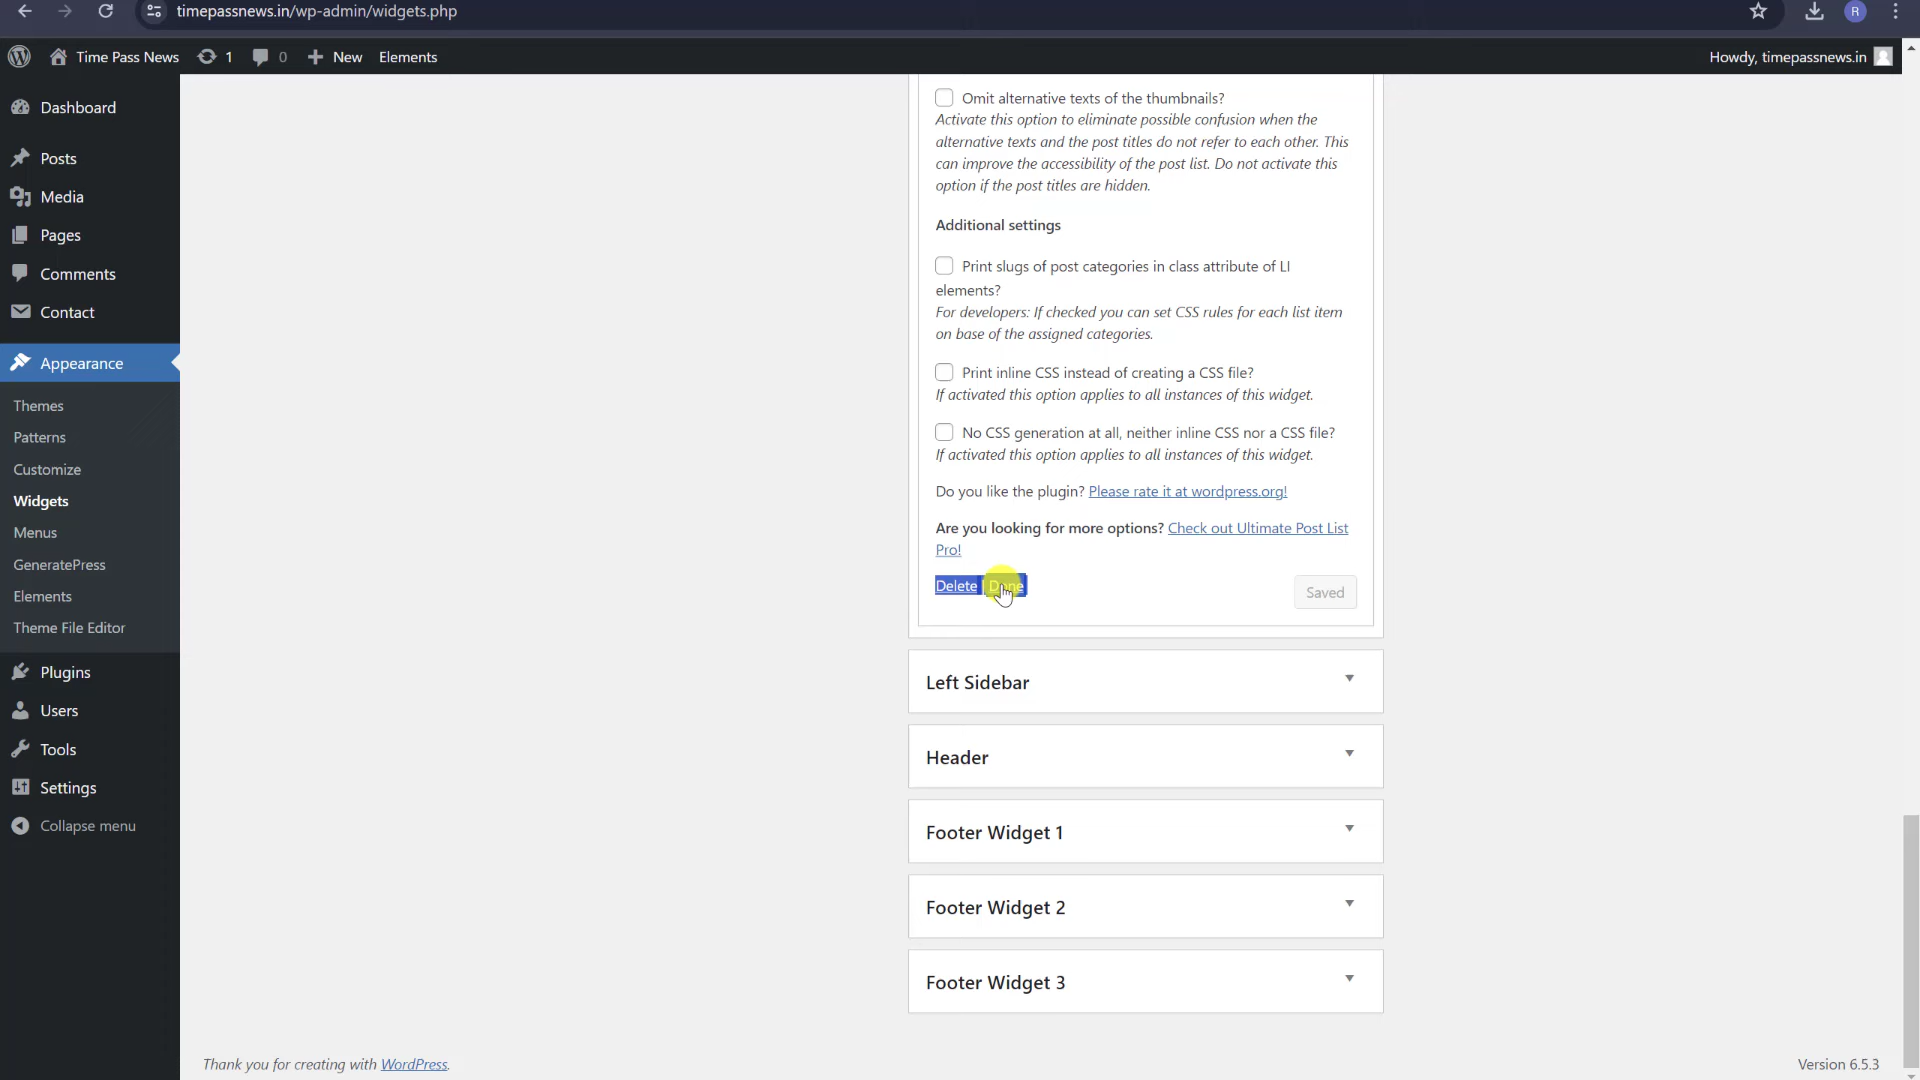 timepassnews.in/wp-admin/widgets.php
R
Time Pass News 1 0 New Elements
Howdy, timepassnews.in
Dashboard
Posts
Media
Pages
Comments
Contact
Appearance
Themes
Patterns
Customize
Widgets
Menus
GeneratePress
Elements
Theme File Editor
Plugins
Users
Tools
Settings
Collapse menu
Omit alternative texts of the thumbnails?
Activate this option to eliminate possible confusion when the
alternative texts and the post titles do not refer to each other. This
can improve the accessibility of the post list. Do not activate this
option if the post titles are hidden.
Additional settings
Print slugs of post categories in class attribute of LI
elements?
For developers: If checked you can set CSS rules for each list item
on base of the assigned categories.
Print inline CSS instead of creating a CSS file?
If activated this option applies to all instances of this widget.
No CSS generation at all, neither inline CSS nor a CSS file?
If activated this option applies to all instances of this widget.
Do you like the plugin? Please rate it at wordpress.org!
Are you looking for more options? Check out Ultimate Post List
Pro!
Delete | Done
Saved
Left Sidebar
Header
Footer Widget 1
Footer Widget 2
Footer Widget 3
Thank you for creating with WordPress.
Version 6.5.3